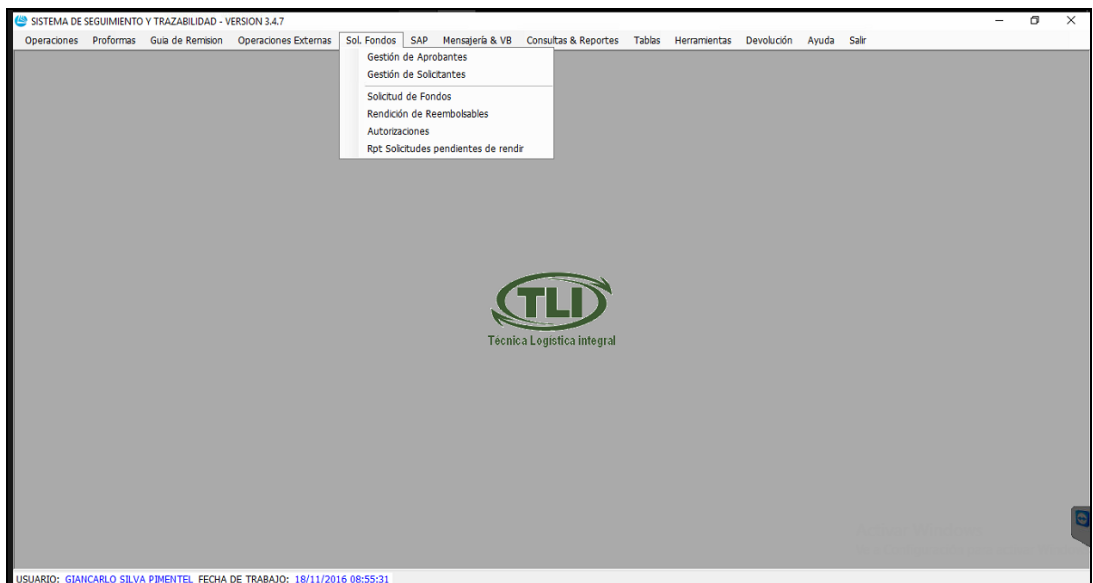 SISTEMA DE SEGUIMIENTO Y TRAZABILIDAD - VERSION 3.4.7
Operaciones Proformas Guia de Remision Operaciones Externas Sol. Fondos SAP Mensajería & VB Consultas & Reportes Tablas Herramientas Devolución Ayuda Salir
Gestión de Aprobantes
Gestión de Solicitantes
Solicitud de Fondos
Rendición de Reembolsables
Autorizaciones
Rpt Solicitudes pendientes de rendir
TLI
Técnica Logística integral
USUARIO: GIANCARLO SILVA PIMENTEL FECHA DE TRABAJO: 18/11/2016 08:55:31